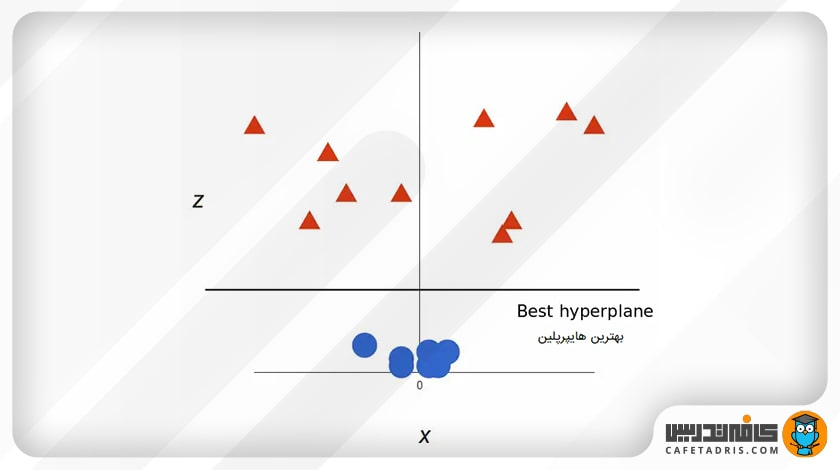 z
Best hyperplane
بهترین هایپرپلین
0
x
کافه‌تدریس
CAFETADRIS.COM